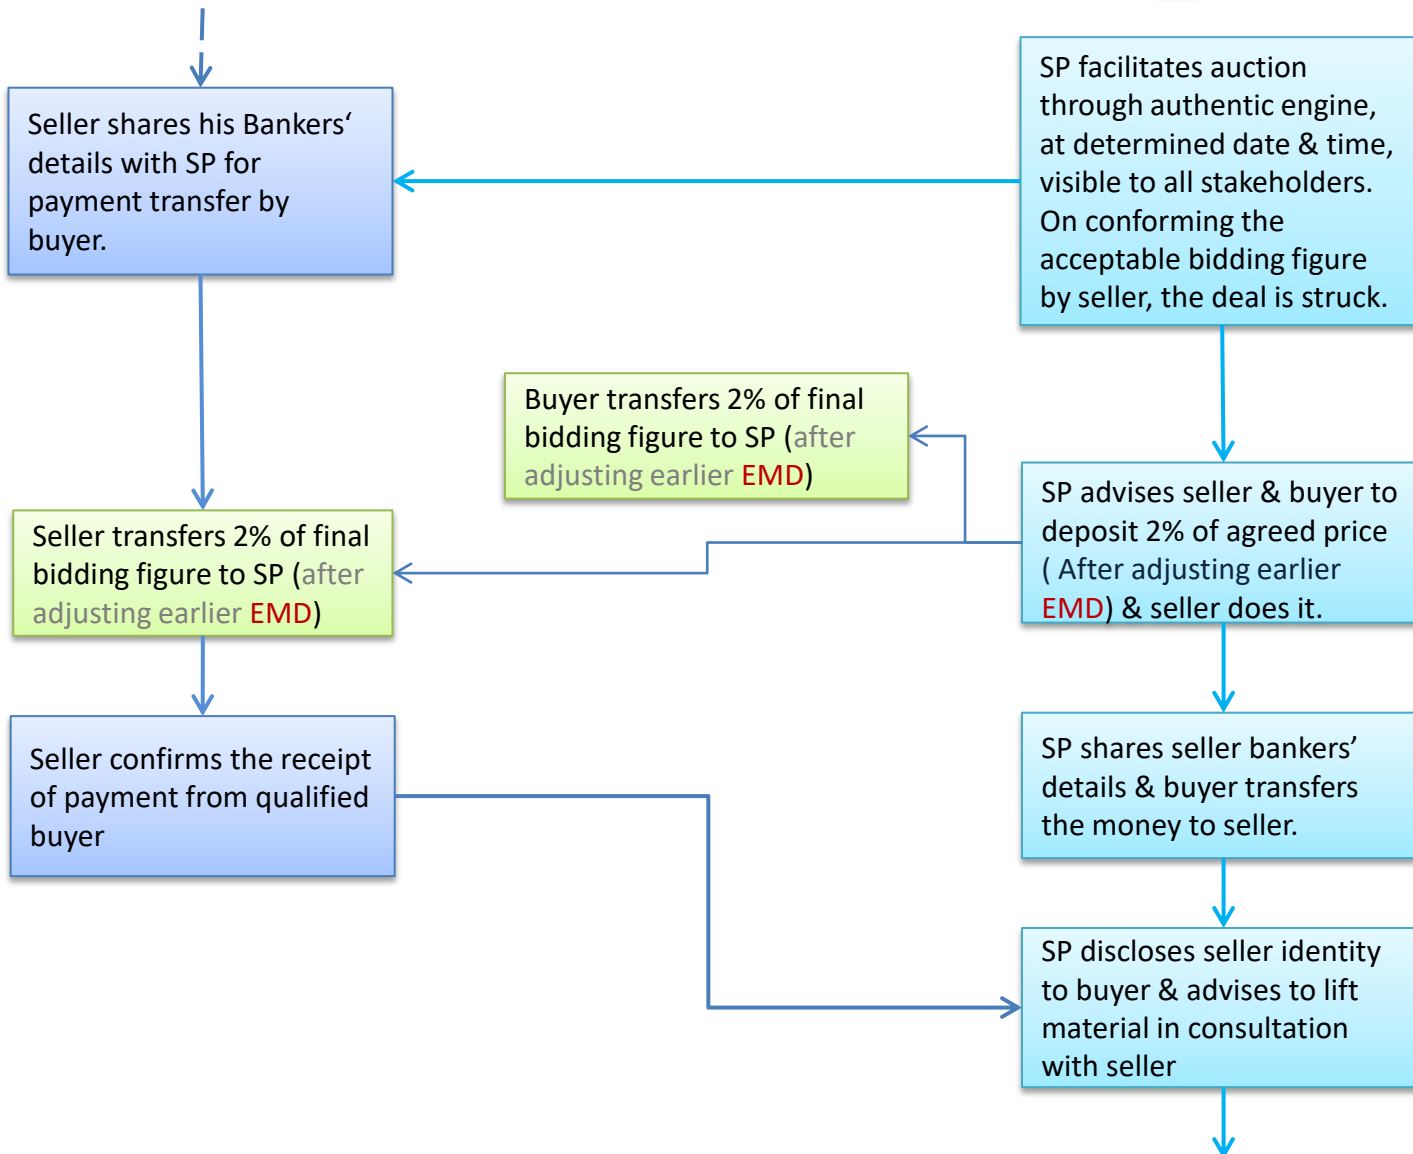 Seller shares his Bankers‘
details with SP for
payment transfer by
buyer.
SP facilitates auction
through authentic engine,
at determined date & time,
visible to all stakeholders.
On conforming the
acceptable bidding figure
by seller, the deal is struck.
Buyer transfers 2% of final
bidding figure to SP (after
adjusting earlier EMD)
Seller transfers 2% of final
bidding figure to SP (after
adjusting earlier EMD)
SP advises seller & buyer to
deposit 2% of agreed price
( After adjusting earlier
EMD) & seller does it.
Seller confirms the receipt
of payment from qualified
buyer
SP shares seller bankers’
details & buyer transfers
the money to seller.
SP discloses seller identity
to buyer & advises to lift
material in consultation
with seller